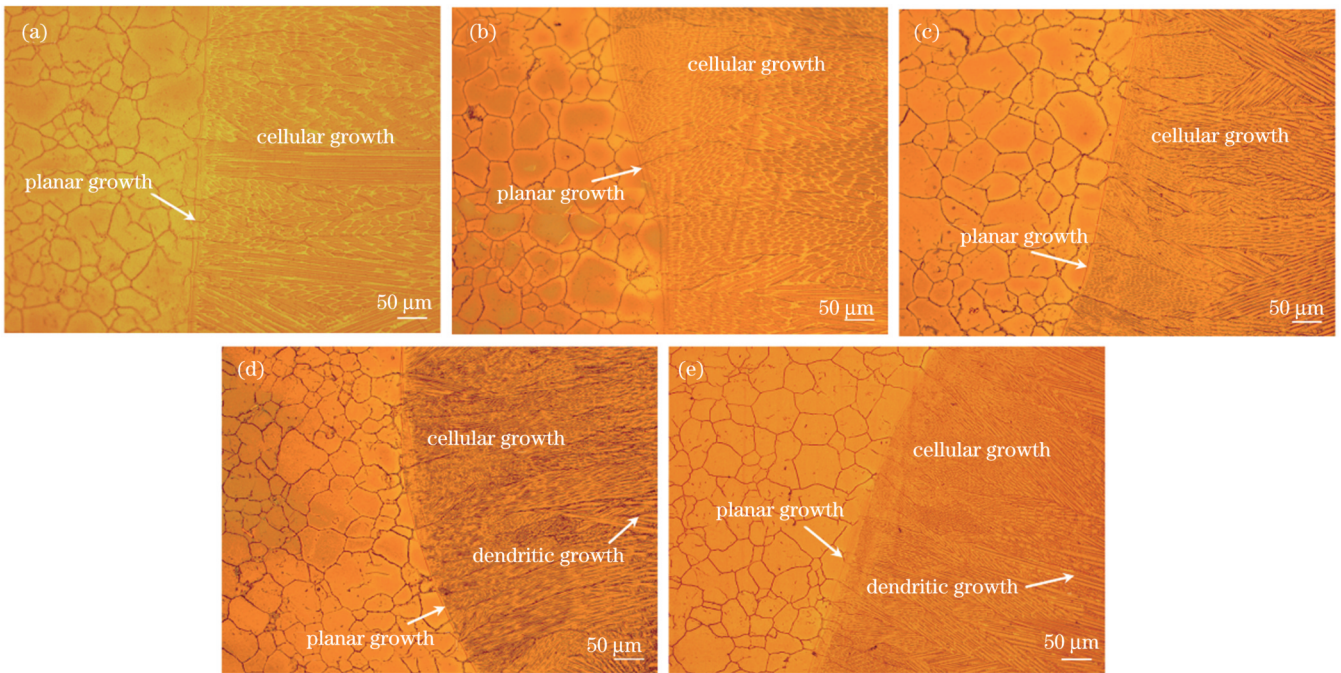 (a)
cellular growth
planar growth
50 μm
(b)
cellular growth
planar growth
50 μm
(c)
cellular growth
planar growth
50 μm
(d)
cellular growth
dendritic growth
planar growth
50 μm
(e)
cellular growth
planar growth
dendritic growth
50 μm